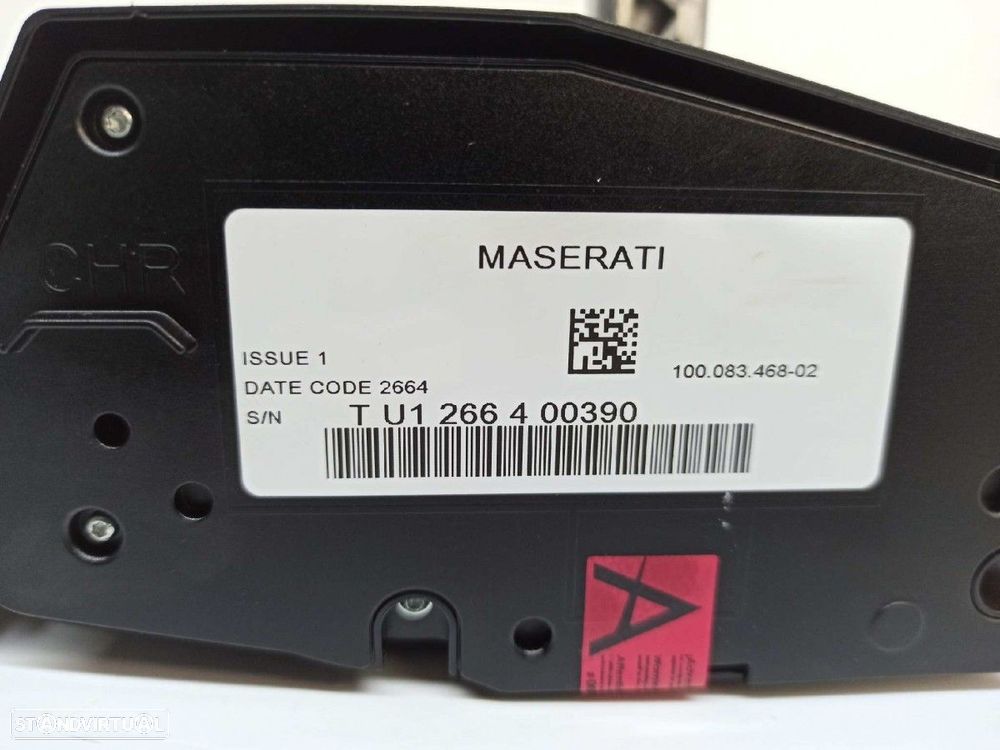 CHR
MASERATI
ISSUE 1
100.083.468-02
DATE CODE 2664
S/N T U1 266 4 00390
A
STANDVIRTUAL